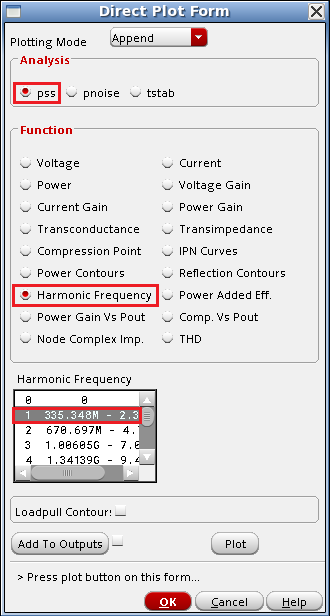 Direct Plot Form
Plotting Mode Append
Analysis
pss pnoise tstab
Function
Voltage Current
Power Voltage Gain
Current Gain Power Gain
Transconductance Transimpedance
Compression Point IPN Curves
Power Contours Reflection Contours
Harmonic Frequency Power Added Eff.
Power Gain Vs Pout Comp. Vs Pout
Node Complex Imp. THD
Harmonic Frequency
0 0
1 335.348M - 2.3
2 670.697M - 4.
3 1.00605G - 7.0
4 1.34139G - 9.4
Loadpull Contour
Add To Outputs Plot
> Press plot button on this form...
OK Cancel Help